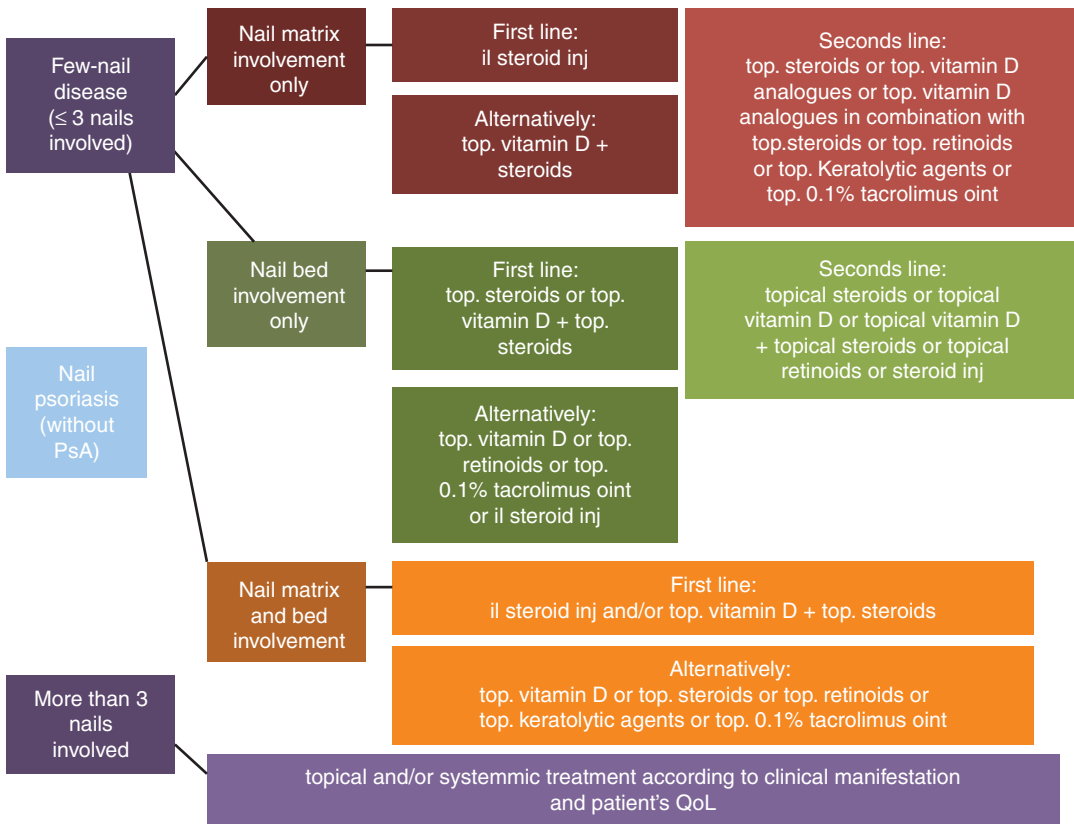 Few-nail
disease
(≤ 3 nails
involved)
Nail matrix
involvement
only
First line:
il steroid inj
Alternatively:
top. vitamin D +
steroids
Seconds line:
top. steroids or top. vitamin D
analogues or top. vitamin D
analogues in combination with
top.steroids or top. retinoids
or top. Keratolytic agents or
top. 0.1% tacrolimus oint
Nail bed
involvement
only
First line:
top. steroids or top.
vitamin D + top.
steroids
Alternatively:
top. vitamin D or top.
retinoids or top.
0.1% tacrolimus oint
or il steroid inj
Seconds line:
topical steroids or topical
vitamin D or topical vitamin D
+ topical steroids or topical
retinoids or steroid inj
Nail
psoriasis
(without
PsA)
Nail matrix
and bed
involvement
First line:
il steroid inj and/or top. vitamin D + top. steroids
Alternatively:
top. vitamin D or top. steroids or top. retinoids or
top. keratolytic agents or top. 0.1% tacrolimus oint
More than 3
nails
involved
topical and/or systemmic treatment according to clinical manifestation
and patient's QoL